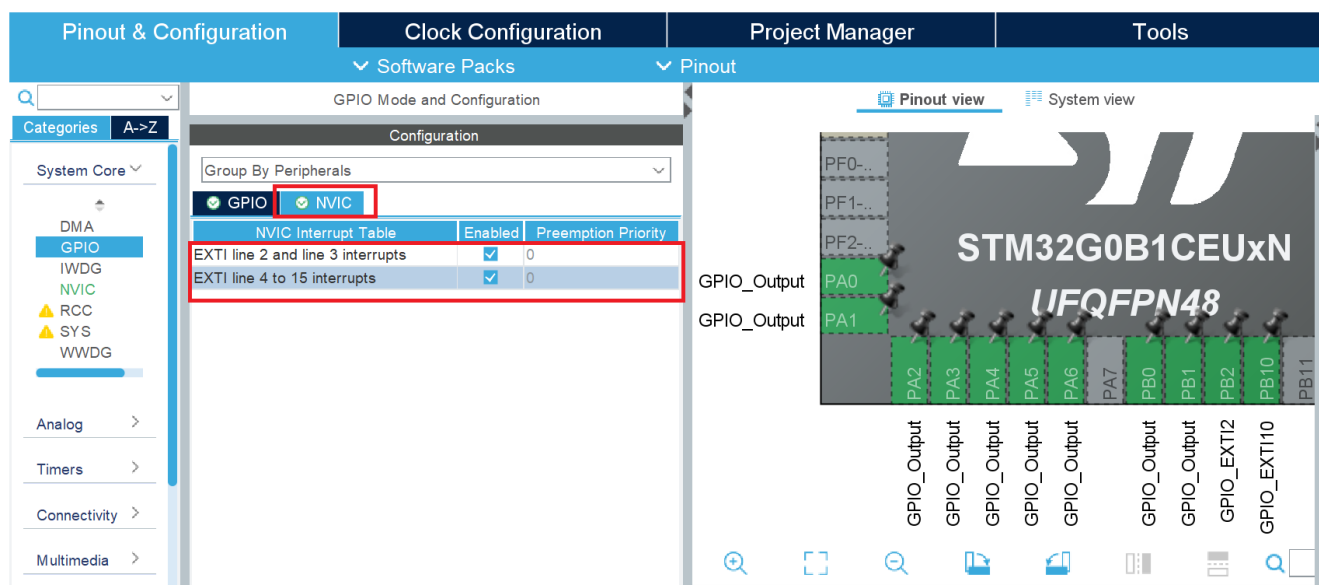 Pinout & Configuration
Clock Configuration
Project Manager
Tools
Software Packs
Pinout
GPIO Mode and Configuration
Pinout view
System view
Categories
A->Z
Configuration
System Core
Group By Peripherals
GPIO
NVIC
NVIC Interrupt Table
Enabled
Preemption Priority
EXTI line 2 and line 3 interrupts
0
EXTI line 4 to 15 interrupts
0
DMA
GPIO
IWDG
NVIC
RCC
SYS
WWDG
Analog
Timers
Connectivity
Multimedia
PF0-..
PF1-..
PF2-..
GPIO_Output
PA0
GPIO_Output
PA1
STM32G0B1CEUxN
UFQFPN48
PA2
PA3
PA4
PA5
PA6
PA7
PB0
PB1
PB2
PB10
PB11
GPIO_Output
GPIO_Output
GPIO_Output
GPIO_Output
GPIO_Output
GPIO_Output
GPIO_Output
GPIO_EXTI2
GPIO_EXTI10